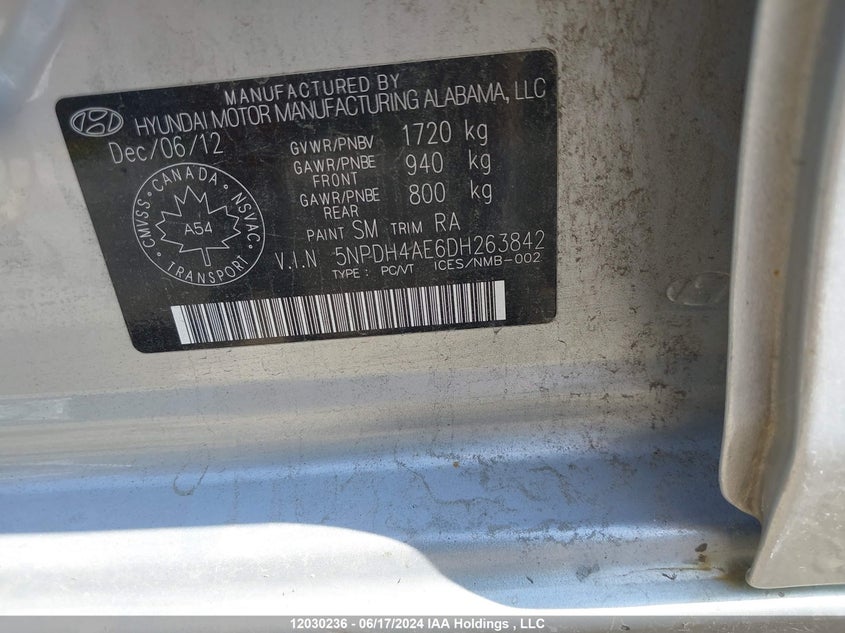 MANUFACTURED BY
HYUNDAI MOTOR MANUFACTURING ALABAMA, LLC
Dec/06/12
GVWR/PNBV 1720 kg
GAWR/PNBE FRONT 940 kg
GAWR/PNBE REAR 800 kg
PAINT SM TRIM RA
V.I.N 5NPDH4AE6DH263842
TYPE : PC/VT ICES/NMB-002
CMVSS • CANADA • NSVAC
A54
TRANSPORT
12030236 - 06/17/2024 IAA Holdings , LLC